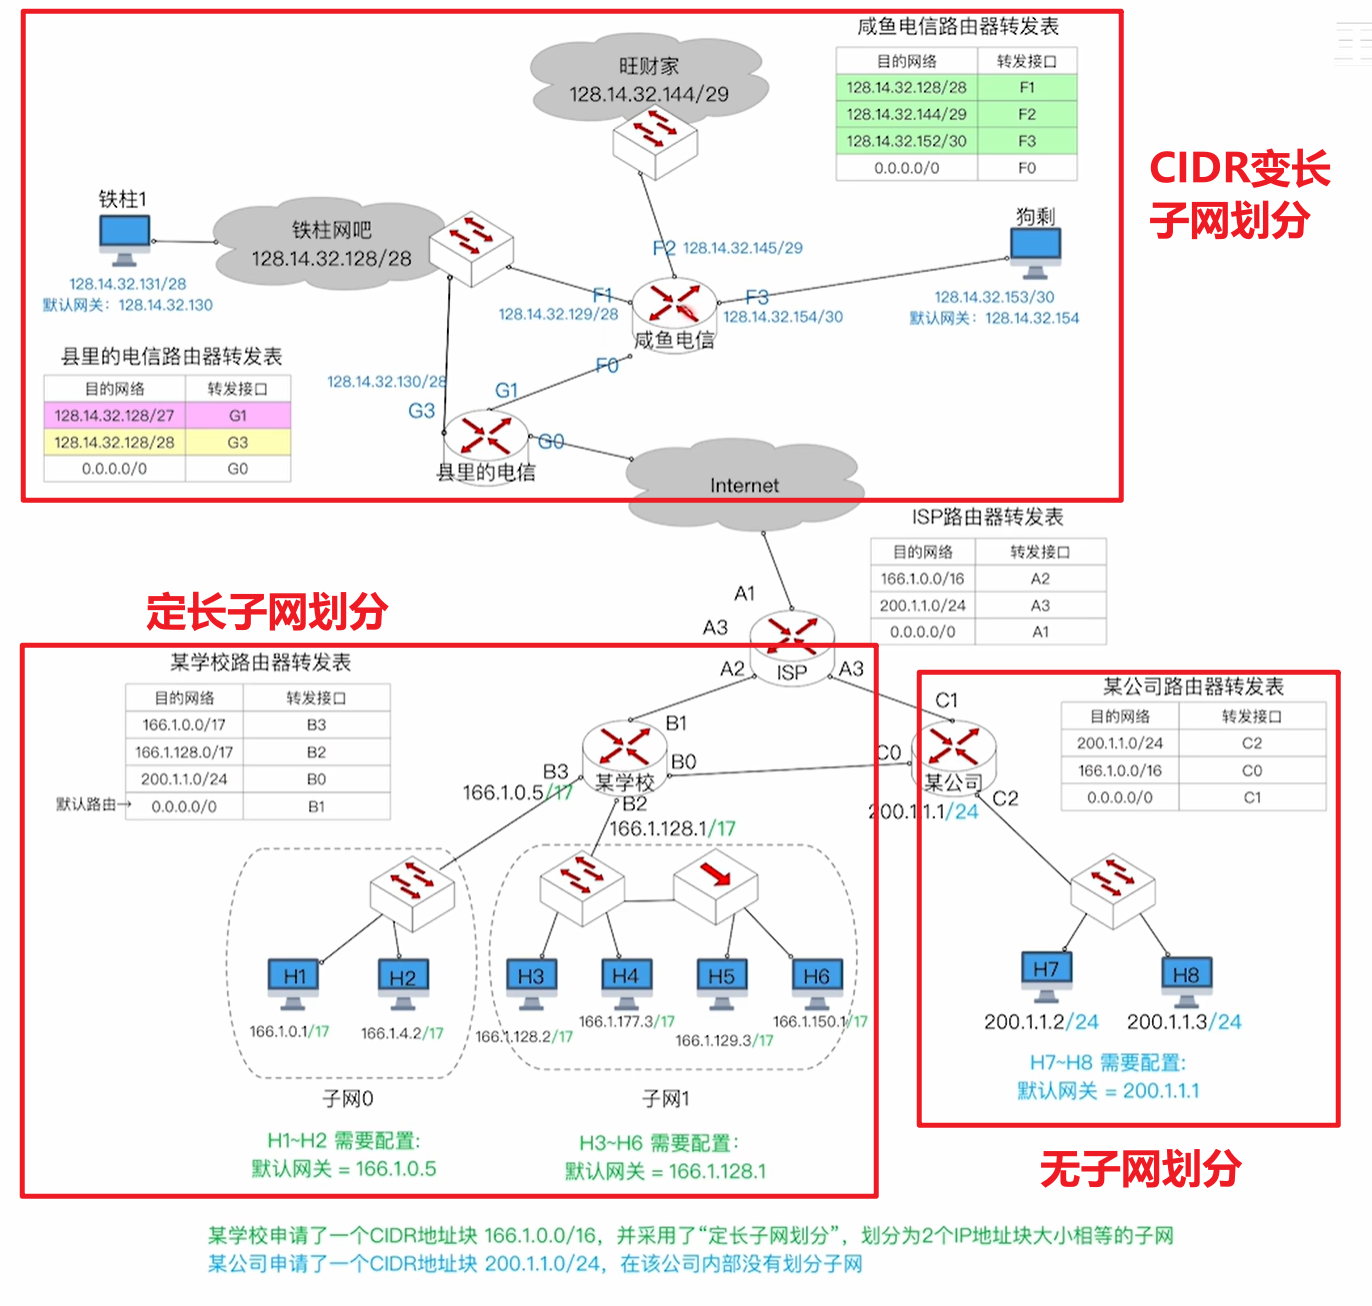 咸鱼电信路由器转发表
目的网络 转发接口
128.14.32.128/28 F1
128.14.32.144/29 F2
128.14.32.152/30 F3
0.0.0.0/0 F0
旺财家
128.14.32.144/29
CIDR变长
子网划分
铁柱1
铁柱网吧
128.14.32.128/28
狗剩
F2 128.14.32.145/29
128.14.32.131/28
默认网关：128.14.32.130
F1
128.14.32.129/28
F3
128.14.32.154/30
128.14.32.153/30
默认网关：128.14.32.154
咸鱼电信
县里的电信路由器转发表
目的网络 转发接口
128.14.32.128/27 G1
128.14.32.128/28 G3
0.0.0.0/0 G0
F0
128.14.32.130/28
G1
G3
G0
县里的电信
Internet
ISP路由器转发表
目的网络 转发接口
166.1.0.0/16 A2
200.1.1.0/24 A3
0.0.0.0/0 A1
A1
A3
定长子网划分
ISP
A2
A3
某学校路由器转发表
目的网络 转发接口
166.1.0.0/17 B3
166.1.128.0/17 B2
200.1.1.0/24 B0
默认路由→ 0.0.0.0/0 B1
某公司路由器转发表
目的网络 转发接口
200.1.1.0/24 C2
166.1.0.0/16 C0
0.0.0.0/0 C1
C1
B1
B0
C0
B3
某学校
某公司
166.1.0.5/17
B2
C2
200.1.1.1/24
166.1.128.1/17
H1
H2
H3
H4
H5
H6
H7
H8
166.1.0.1/17
166.1.4.2/17
166.1.128.2/17
166.1.177.3/17
166.1.129.3/17
166.1.150.1/17
200.1.1.2/24
200.1.1.3/24
H7~H8 需要配置:
默认网关 = 200.1.1.1
子网0
子网1
H1~H2 需要配置:
默认网关 = 166.1.0.5
H3~H6 需要配置:
默认网关 = 166.1.128.1
无子网划分
某学校申请了一个CIDR地址块 166.1.0.0/16，并采用了“定长子网划分”，划分为2个IP地址块大小相等的子网
某公司申请了一个CIDR地址块 200.1.1.0/24，在该公司内部没有划分子网